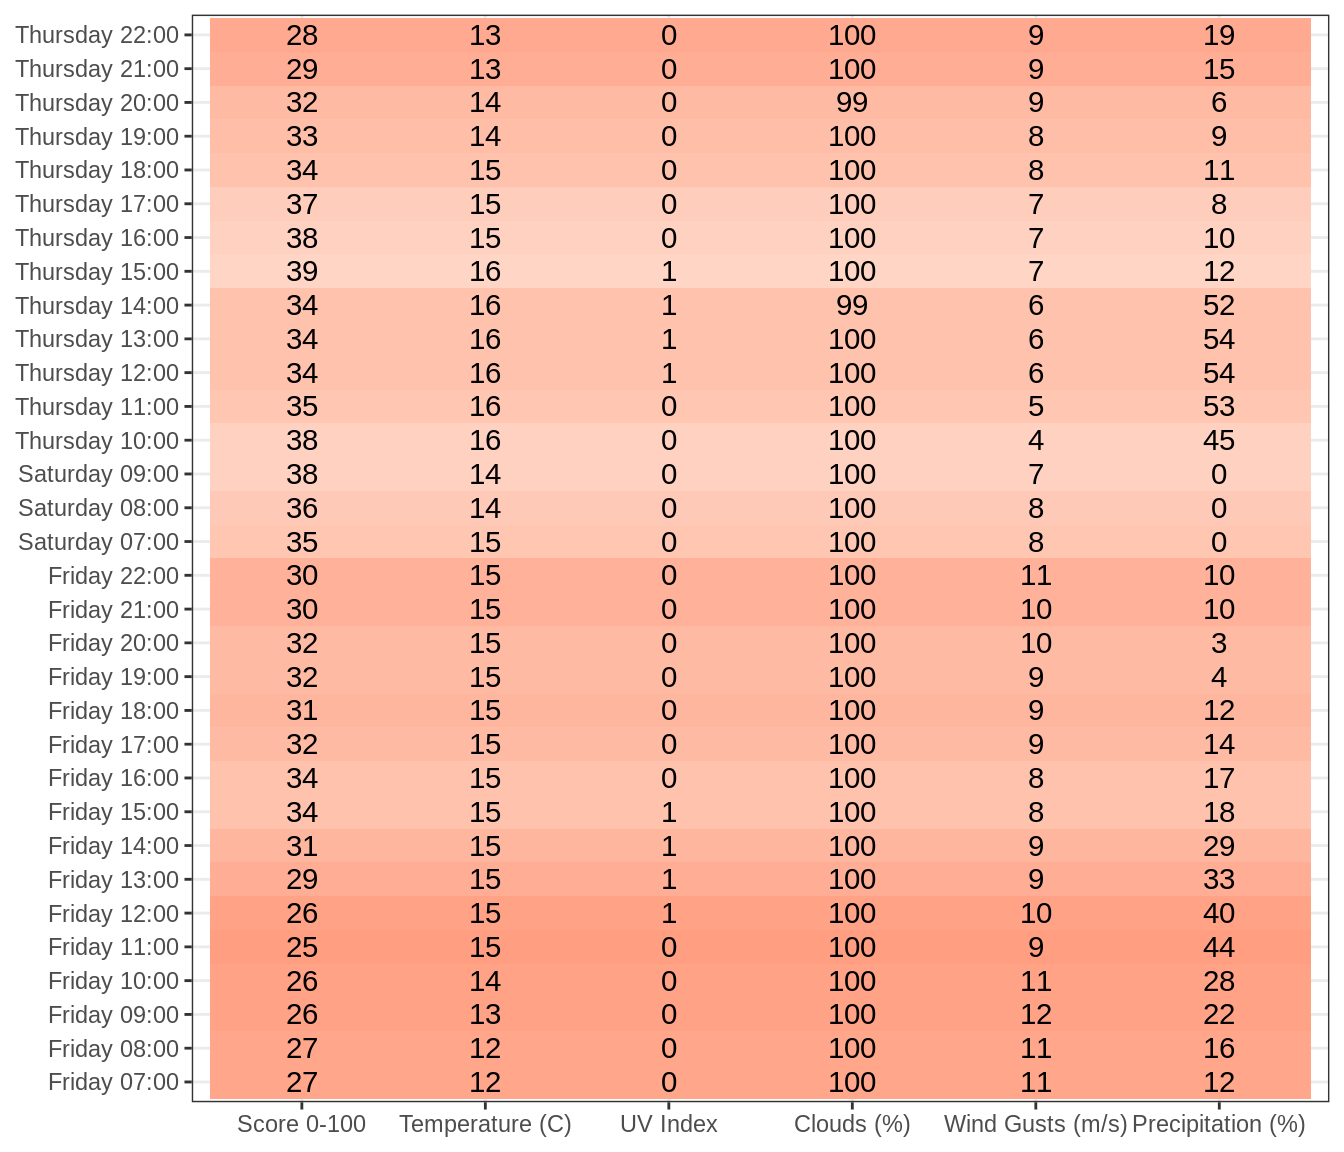 Thursday 22:00 28 13 0 100 9 19
Thursday 21:00 29 13 0 100 9 15
Thursday 20:00 32 14 0 99 9 6
Thursday 19:00 33 14 0 100 8 9
Thursday 18:00 34 15 0 100 8 11
Thursday 17:00 37 15 0 100 7 8
Thursday 16:00 38 15 0 100 7 10
Thursday 15:00 39 16 1 100 7 12
Thursday 14:00 34 16 1 99 6 52
Thursday 13:00 34 16 1 100 6 54
Thursday 12:00 34 16 1 100 6 54
Thursday 11:00 35 16 0 100 5 53
Thursday 10:00 38 16 0 100 4 45
Saturday 09:00 38 14 0 100 7 0
Saturday 08:00 36 14 0 100 8 0
Saturday 07:00 35 15 0 100 8 0
Friday 22:00 30 15 0 100 11 10
Friday 21:00 30 15 0 100 10 10
Friday 20:00 32 15 0 100 10 3
Friday 19:00 32 15 0 100 9 4
Friday 18:00 31 15 0 100 9 12
Friday 17:00 32 15 0 100 9 14
Friday 16:00 34 15 0 100 8 17
Friday 15:00 34 15 1 100 8 18
Friday 14:00 31 15 1 100 9 29
Friday 13:00 29 15 1 100 9 33
Friday 12:00 26 15 1 100 10 40
Friday 11:00 25 15 0 100 9 44
Friday 10:00 26 14 0 100 11 28
Friday 09:00 26 13 0 100 12 22
Friday 08:00 27 12 0 100 11 16
Friday 07:00 27 12 0 100 11 12
Score 0-100 Temperature (C) UV Index Clouds (%) Wind Gusts (m/s) Precipitation (%)